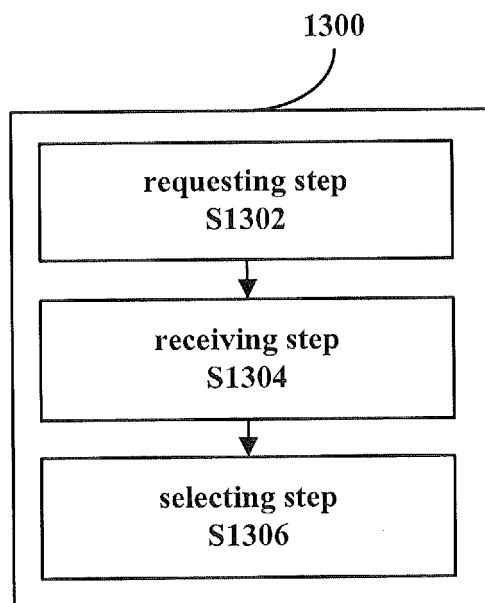 1300
requesting step
S1302
receiving step
S1304
selecting step
S1306